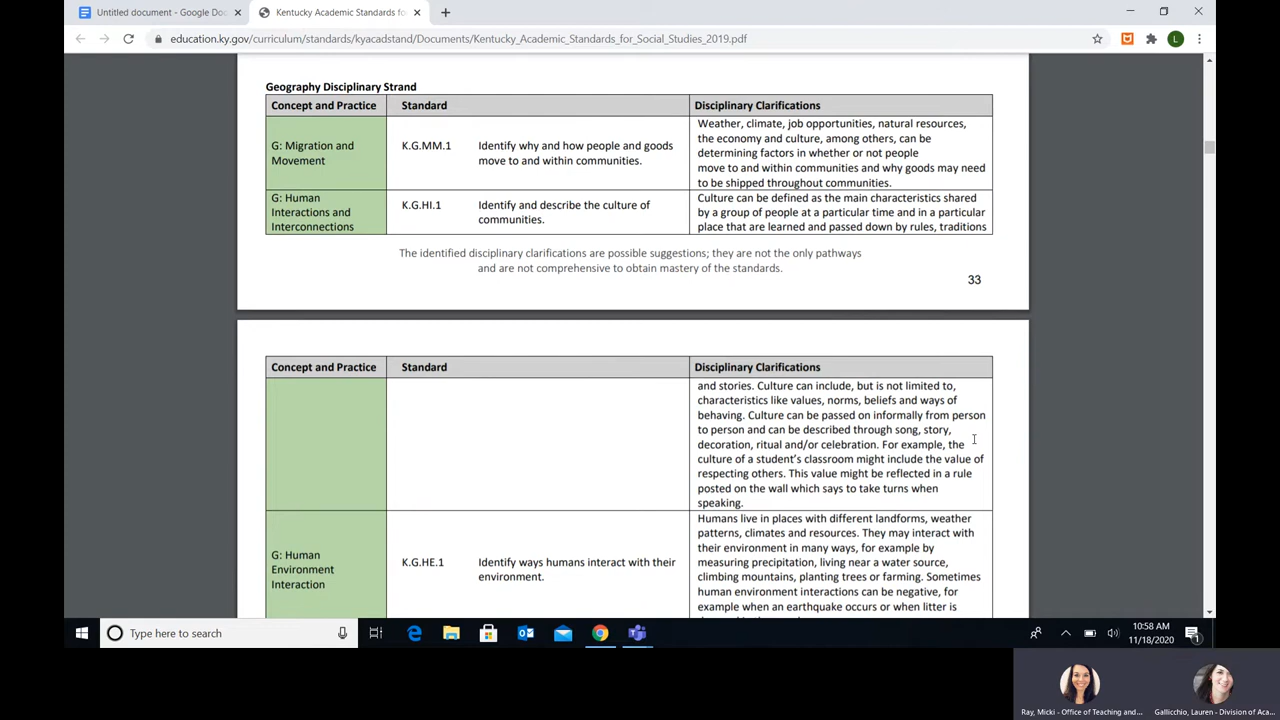 Untitled document - Google Doc
Kentucky Academic Standards fo
education.ky.gov/curriculum/standards/kyacadstand/Documents/Kentucky_Academic_Standards_for_Social_Studies_2019.pdf
L
Geography Disciplinary Strand
Concept and Practice Standard Disciplinary Clarifications
G: Migration and
Movement
K.G.MM.1 Identify why and how people and goods
move to and within communities.
Weather, climate, job opportunities, natural resources,
the economy and culture, among others, can be
determining factors in whether or not people
move to and within communities and why goods may need
to be shipped throughout communities.
G: Human
Interactions and
Interconnections
K.G.HI.1 Identify and describe the culture of
communities.
Culture can be defined as the main characteristics shared
by a group of people at a particular time and in a particular
place that are learned and passed down by rules, traditions
The identified disciplinary clarifications are possible suggestions; they are not the only pathways
and are not comprehensive to obtain mastery of the standards.
33
Concept and Practice Standard Disciplinary Clarifications
and stories. Culture can include, but is not limited to,
characteristics like values, norms, beliefs and ways of
behaving. Culture can be passed on informally from person
to person and can be described through song, story,
decoration, ritual and/or celebration. For example, the
culture of a student's classroom might include the value of
respecting others. This value might be reflected in a rule
posted on the wall which says to take turns when
speaking.
G: Human
Environment
Interaction
K.G.HE.1 Identify ways humans interact with their
environment.
Humans live in places with different landforms, weather
patterns, climates and resources. They may interact with
their environment in many ways, for example by
measuring precipitation, living near a water source,
climbing mountains, planting trees or farming. Sometimes
human environment interactions can be negative, for
example when an earthquake occurs or when litter is
Type here to search
10:58 AM
11/18/2020
1
Ray, Micki - Office of Teaching and...
Gallicchio, Lauren - Division of Aca...